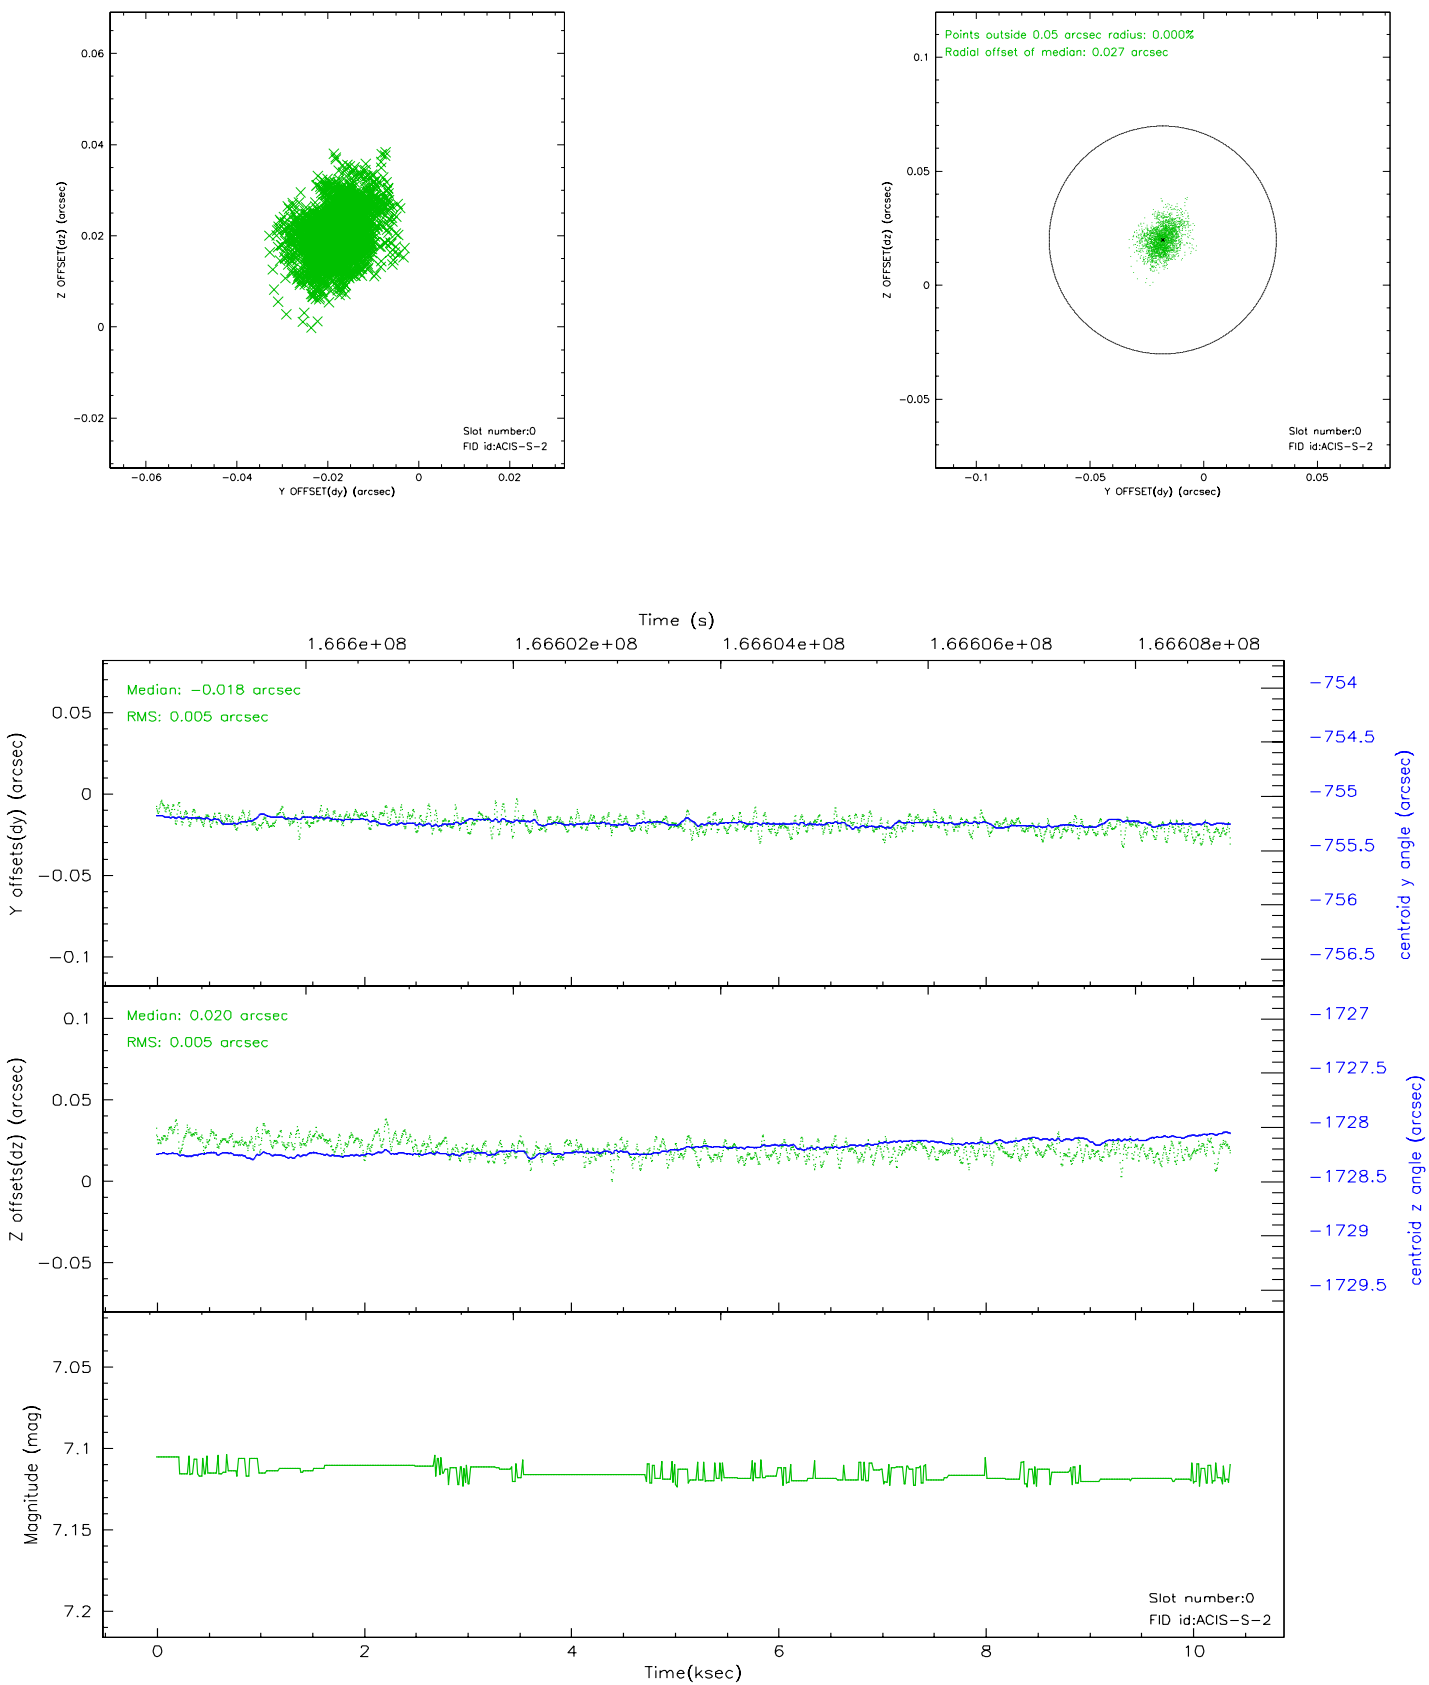 0.06
0.04
0.02
0
−0.02
Z OFFSET(dz) (arcsec)
Slot number:0
FID id:ACIS−S−2
−0.06 −0.04 −0.02 0 0.02
Y OFFSET(dy) (arcsec)
Points outside 0.05 arcsec radius: 0.000%
Radial offset of median: 0.027 arcsec
0.1
0.05
0
−0.05
Z OFFSET(dz) (arcsec)
Slot number:0
FID id:ACIS−S−2
−0.1 −0.05 0 0.05
Y OFFSET(dy) (arcsec)
Time (s)
1.666e+08 1.66602e+08 1.66604e+08 1.66606e+08 1.66608e+08
Median: −0.018 arcsec
RMS: 0.005 arcsec
0.05
0
−0.05
−0.1
Y offsets(dy) (arcsec)
−754
−754.5
−755
−755.5
−756
−756.5
centroid y angle (arcsec)
Median: 0.020 arcsec
RMS: 0.005 arcsec
0.1
0.05
0
−0.05
Z offsets(dz) (arcsec)
−1727
−1727.5
−1728
−1728.5
−1729
−1729.5
centroid z angle (arcsec)
7.05
7.1
7.15
7.2
Magnitude (mag)
Slot number:0
FID id:ACIS−S−2
0 2 4 6 8 10
Time(ksec)